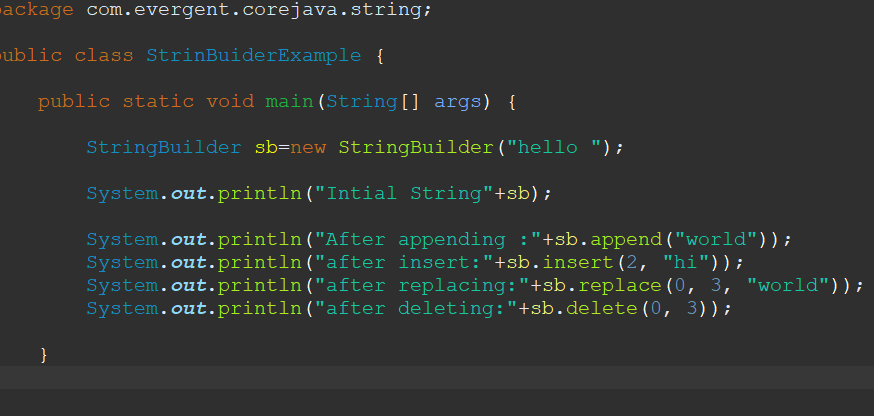 package com.evergent.corejava.string;
public class StrinBuiderExample {
public static void main(String[] args) {
StringBuilder sb=new StringBuilder("hello ");
System.out.println("Intial String"+sb);
System.out.println("After appending :"+sb.append("world"));
System.out.println("after insert:"+sb.insert(2, "hi"));
System.out.println("after replacing:"+sb.replace(0, 3, "world"));
System.out.println("after deleting:"+sb.delete(0, 3));
}